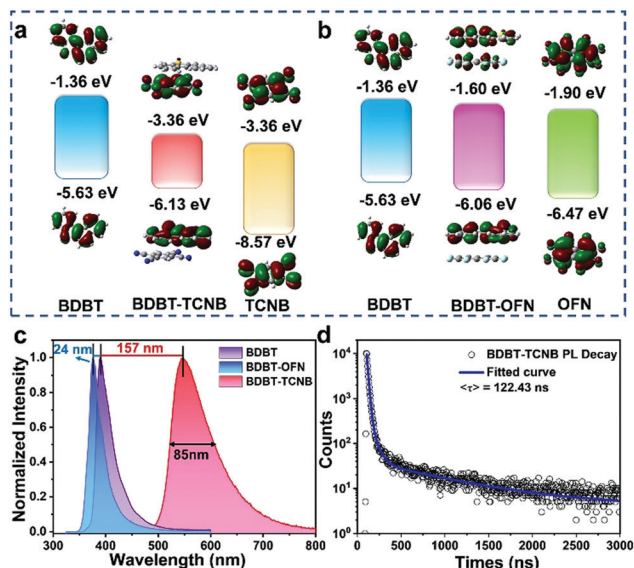 a
-1.36 eV
-5.63 eV
BDBT
-3.36 eV
-6.13 eV
BDBT-TCNB
-3.36 eV
-8.57 eV
TCNB
b
-1.36 eV
-5.63 eV
BDBT
-1.60 eV
-6.06 eV
BDBT-OFN
-1.90 eV
-6.47 eV
OFN
c
24 nm
157 nm
BDBT
BDBT-OFN
BDBT-TCNB
85nm
1.0
0.8
0.6
0.4
0.2
0.0
Normalized Intensity
300 400 500 600 700 800
Wavelength (nm)
d
BDBT-TCNB PL Decay
Fitted curve
<τ> = 122.43 ns
10⁴
10³
10²
10¹
10⁰
Counts
0 500 1000 1500 2000 2500 3000
Times (ns)